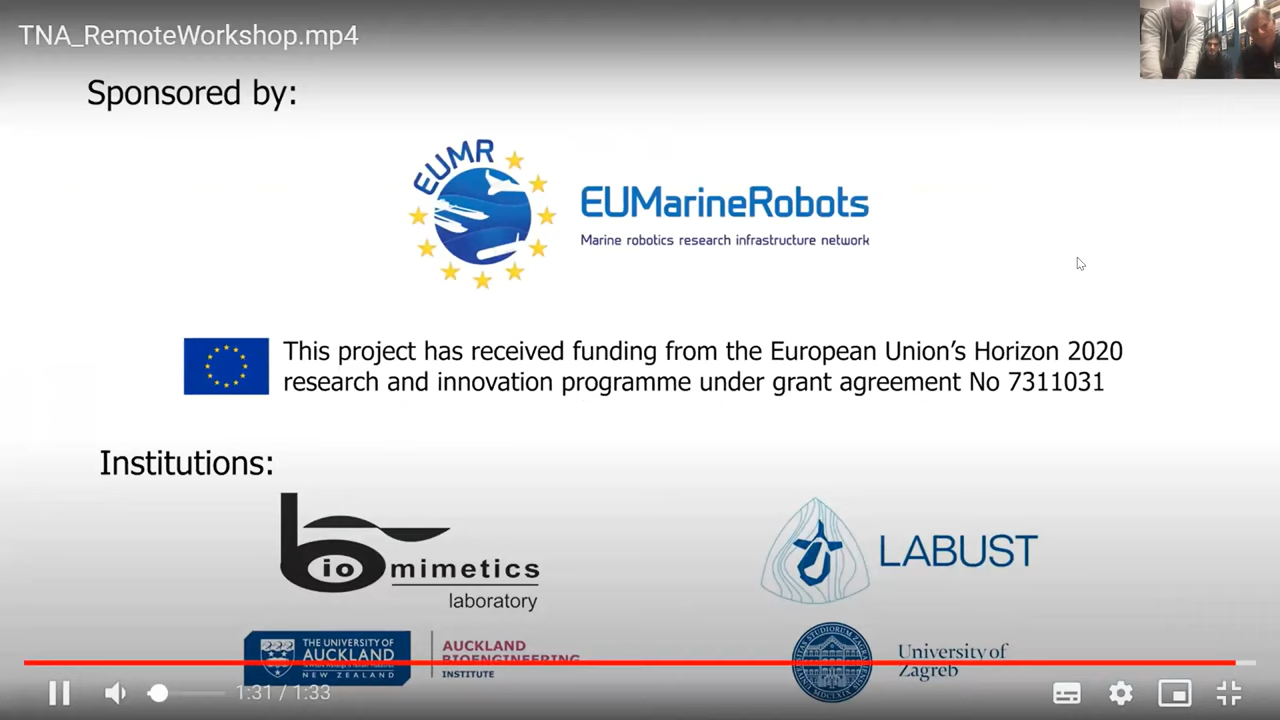 TNA_RemoteWorkshop.mp4
Sponsored by:
EUMR
EUMarineRobots
Marine robotics research infrastructure network
This project has received funding from the European Union’s Horizon 2020
research and innovation programme under grant agreement No 7311031
Institutions:
biomimetics
laboratory
LABUST
THE UNIVERSITY OF
AUCKLAND
NEW ZEALAND
AUCKLAND
BIOENGINEERING
INSTITUTE
University of
Zagreb
1:31 / 1:33